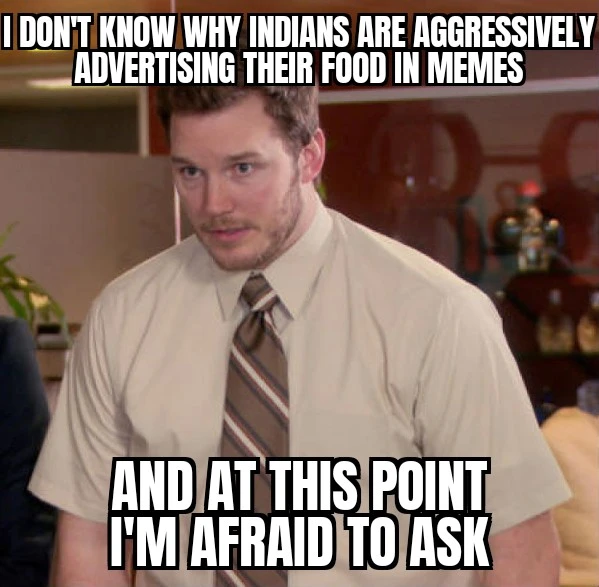 I DON'T KNOW WHY INDIANS ARE AGGRESSIVELY
ADVERTISING THEIR FOOD IN MEMES
AND AT THIS POINT
I'M AFRAID TO ASK